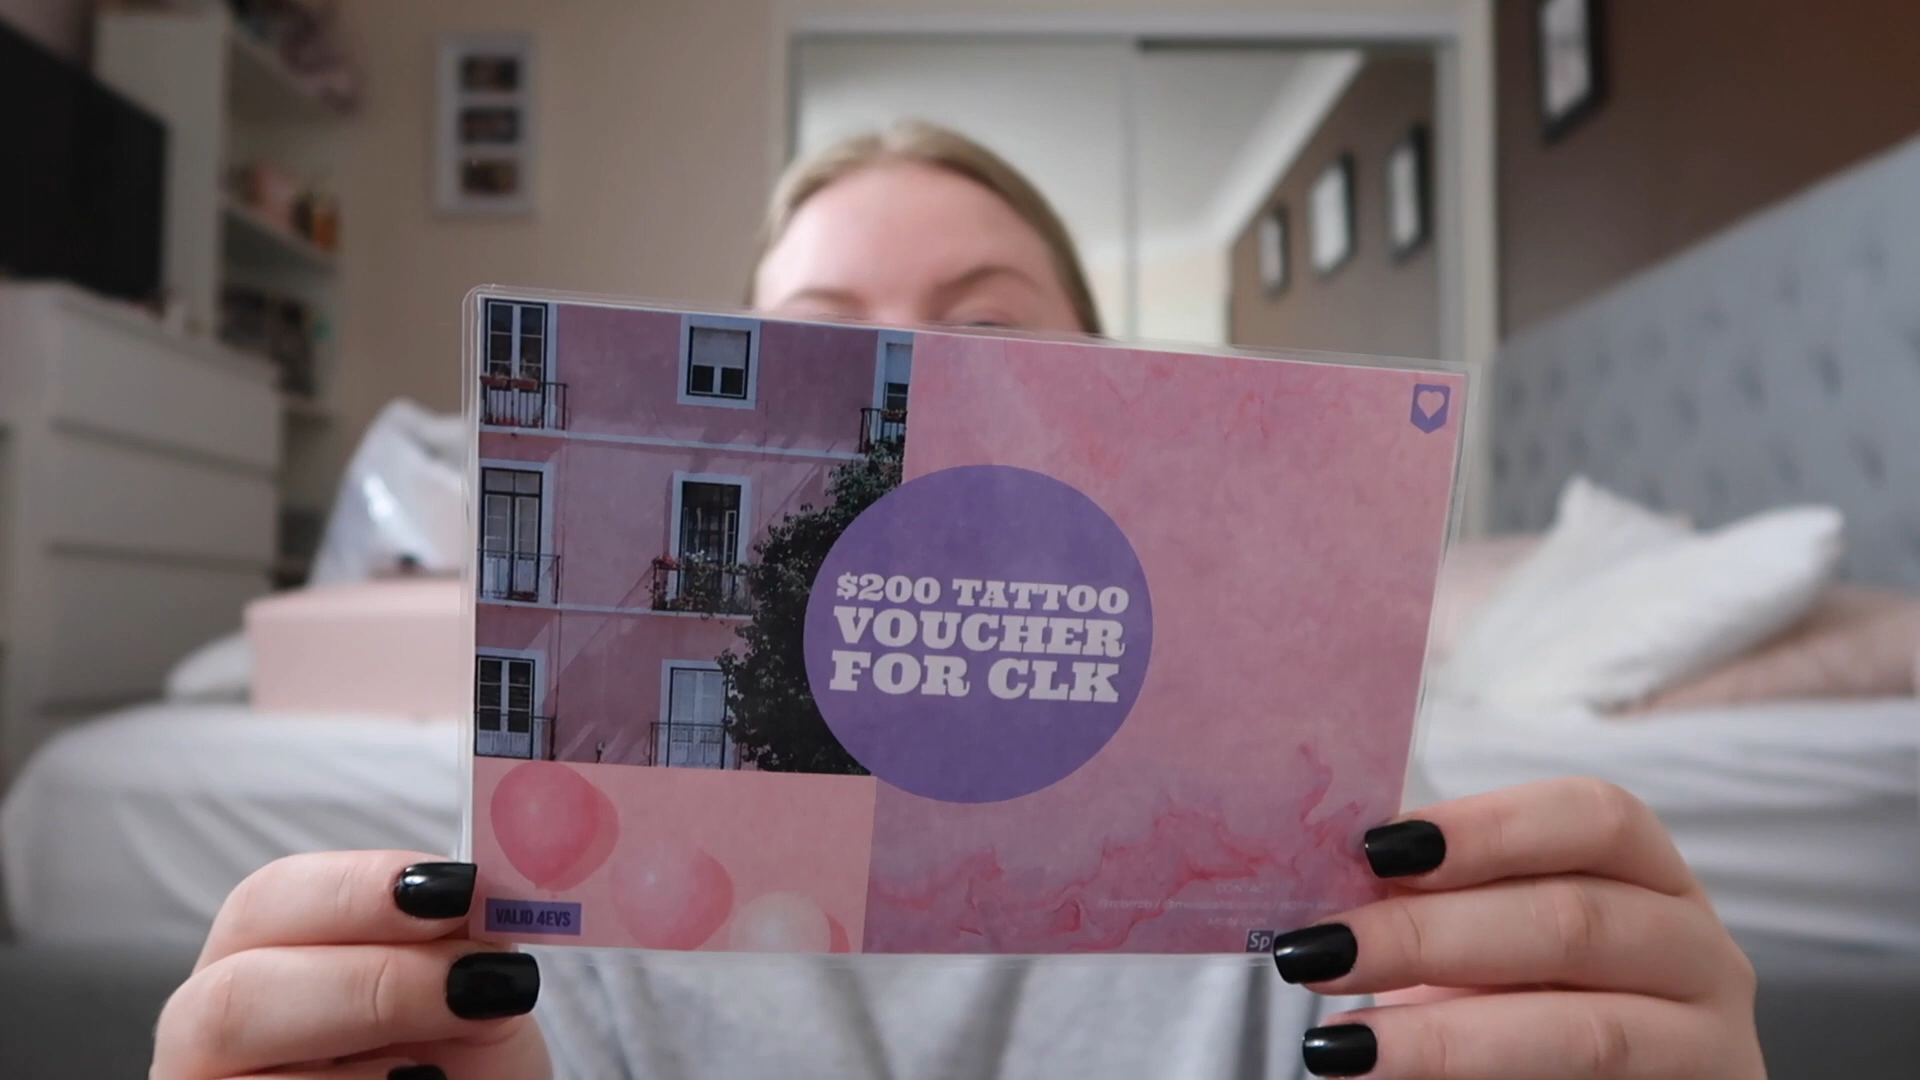 $200 TATTOO
VOUCHER
FOR CLK
VALID 4EVS
CONTACT
Sp